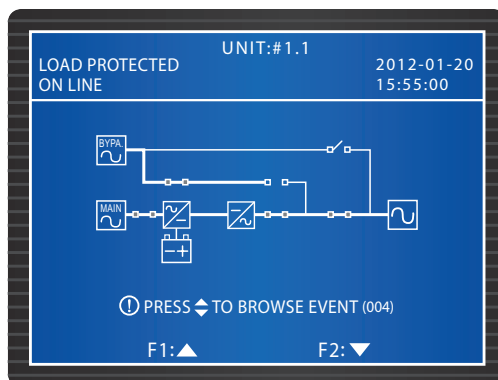 UNIT:#1.1
LOAD PROTECTED
ON LINE
2012-01-20
15:55:00
BYPA.
MAIN
PRESS TO BROWSE EVENT (004)
F1:
F2: